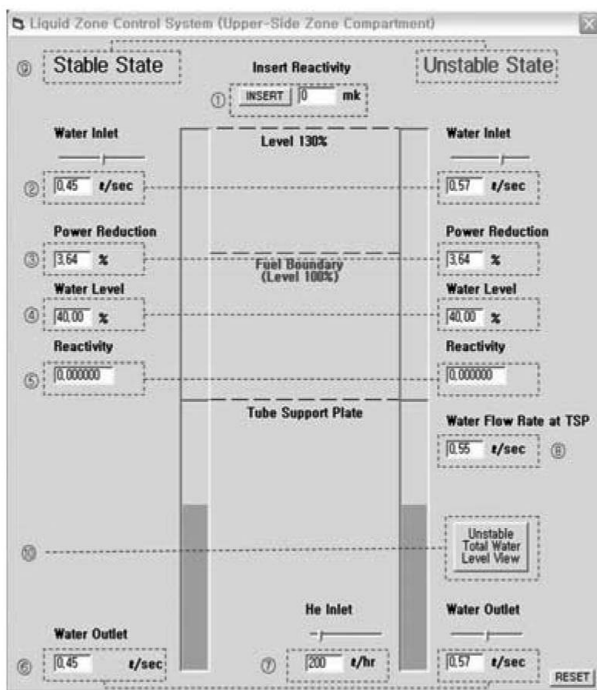 Liquid Zone Control System (Upper-Side Zone Compartment)
⑨ Stable State
Unstable State
Insert Reactivity
① INSERT 0 mk
Water Inlet
Level 130%
Water Inlet
② 0,45 ℓ/sec
0,57 ℓ/sec
Power Reduction
Power Reduction
③ 3,64 %
3,64 %
Fuel Boundary
(Level 100%)
Water Level
Water Level
④ 40,00 %
40,00 %
Reactivity
Reactivity
⑤ 0,000000
0,000000
Tube Support Plate
Water Flow Rate at TSP
0,55 ℓ/sec ⑧
⑩
Unstable
Total Water
Level View
He Inlet
Water Outlet
Water Outlet
⑥ 0,45 ℓ/sec
⑦ 200 ℓ/hr
0,57 ℓ/sec
RESET